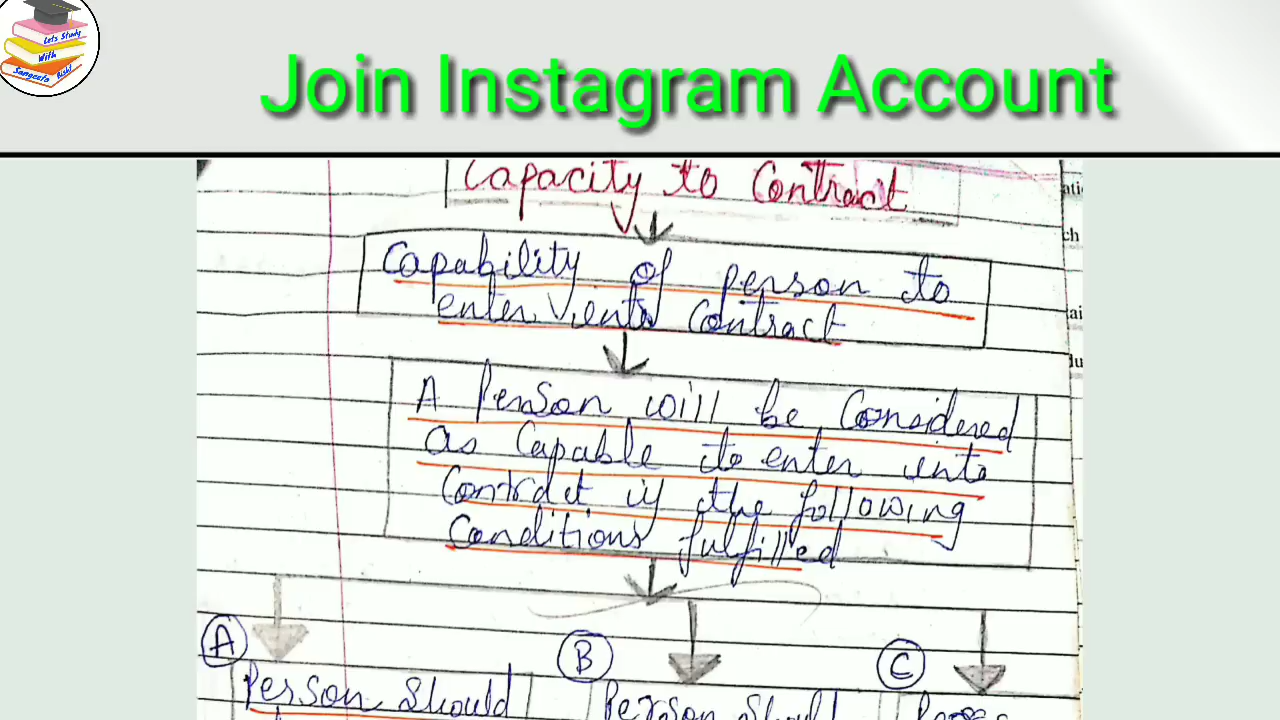 Lets Study
With
Sangeeta Bisht
Join Instagram Account
Capacity to Contract
Capability of person to
enter into Contract
A Person will be Considered
as Capable to enter into
Contract if the following
Conditions fulfilled
A
B
C
Person Should
Person Should